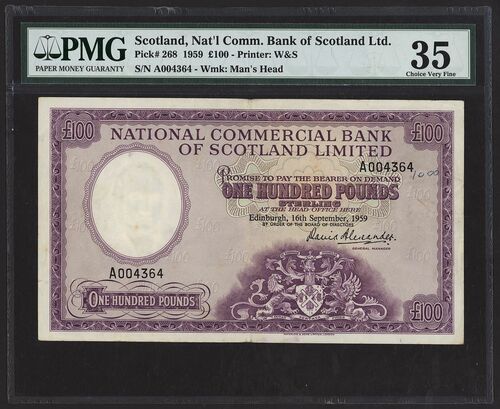 PMG
PAPER MONEY GUARANTY
Scotland, Nat'l Comm. Bank of Scotland Ltd.
Pick# 268 1959 £100 - Printer: W&S
S/N A004364 - Wmk: Man's Head
35
Choice Very Fine
£100
£100
NATIONAL COMMERCIAL BANK
OF SCOTLAND LIMITED
A004364
1000
PROMISE TO PAY THE BEARER ON DEMAND
ONE HUNDRED POUNDS
STERLING
AT THE HEAD OFFICE HERE
Edinburgh, 16th September, 1959
BY ORDER OF THE BOARD OF DIRECTORS
David Alexander.
GENERAL MANAGER
A004364
ONE HUNDRED POUNDS
£100